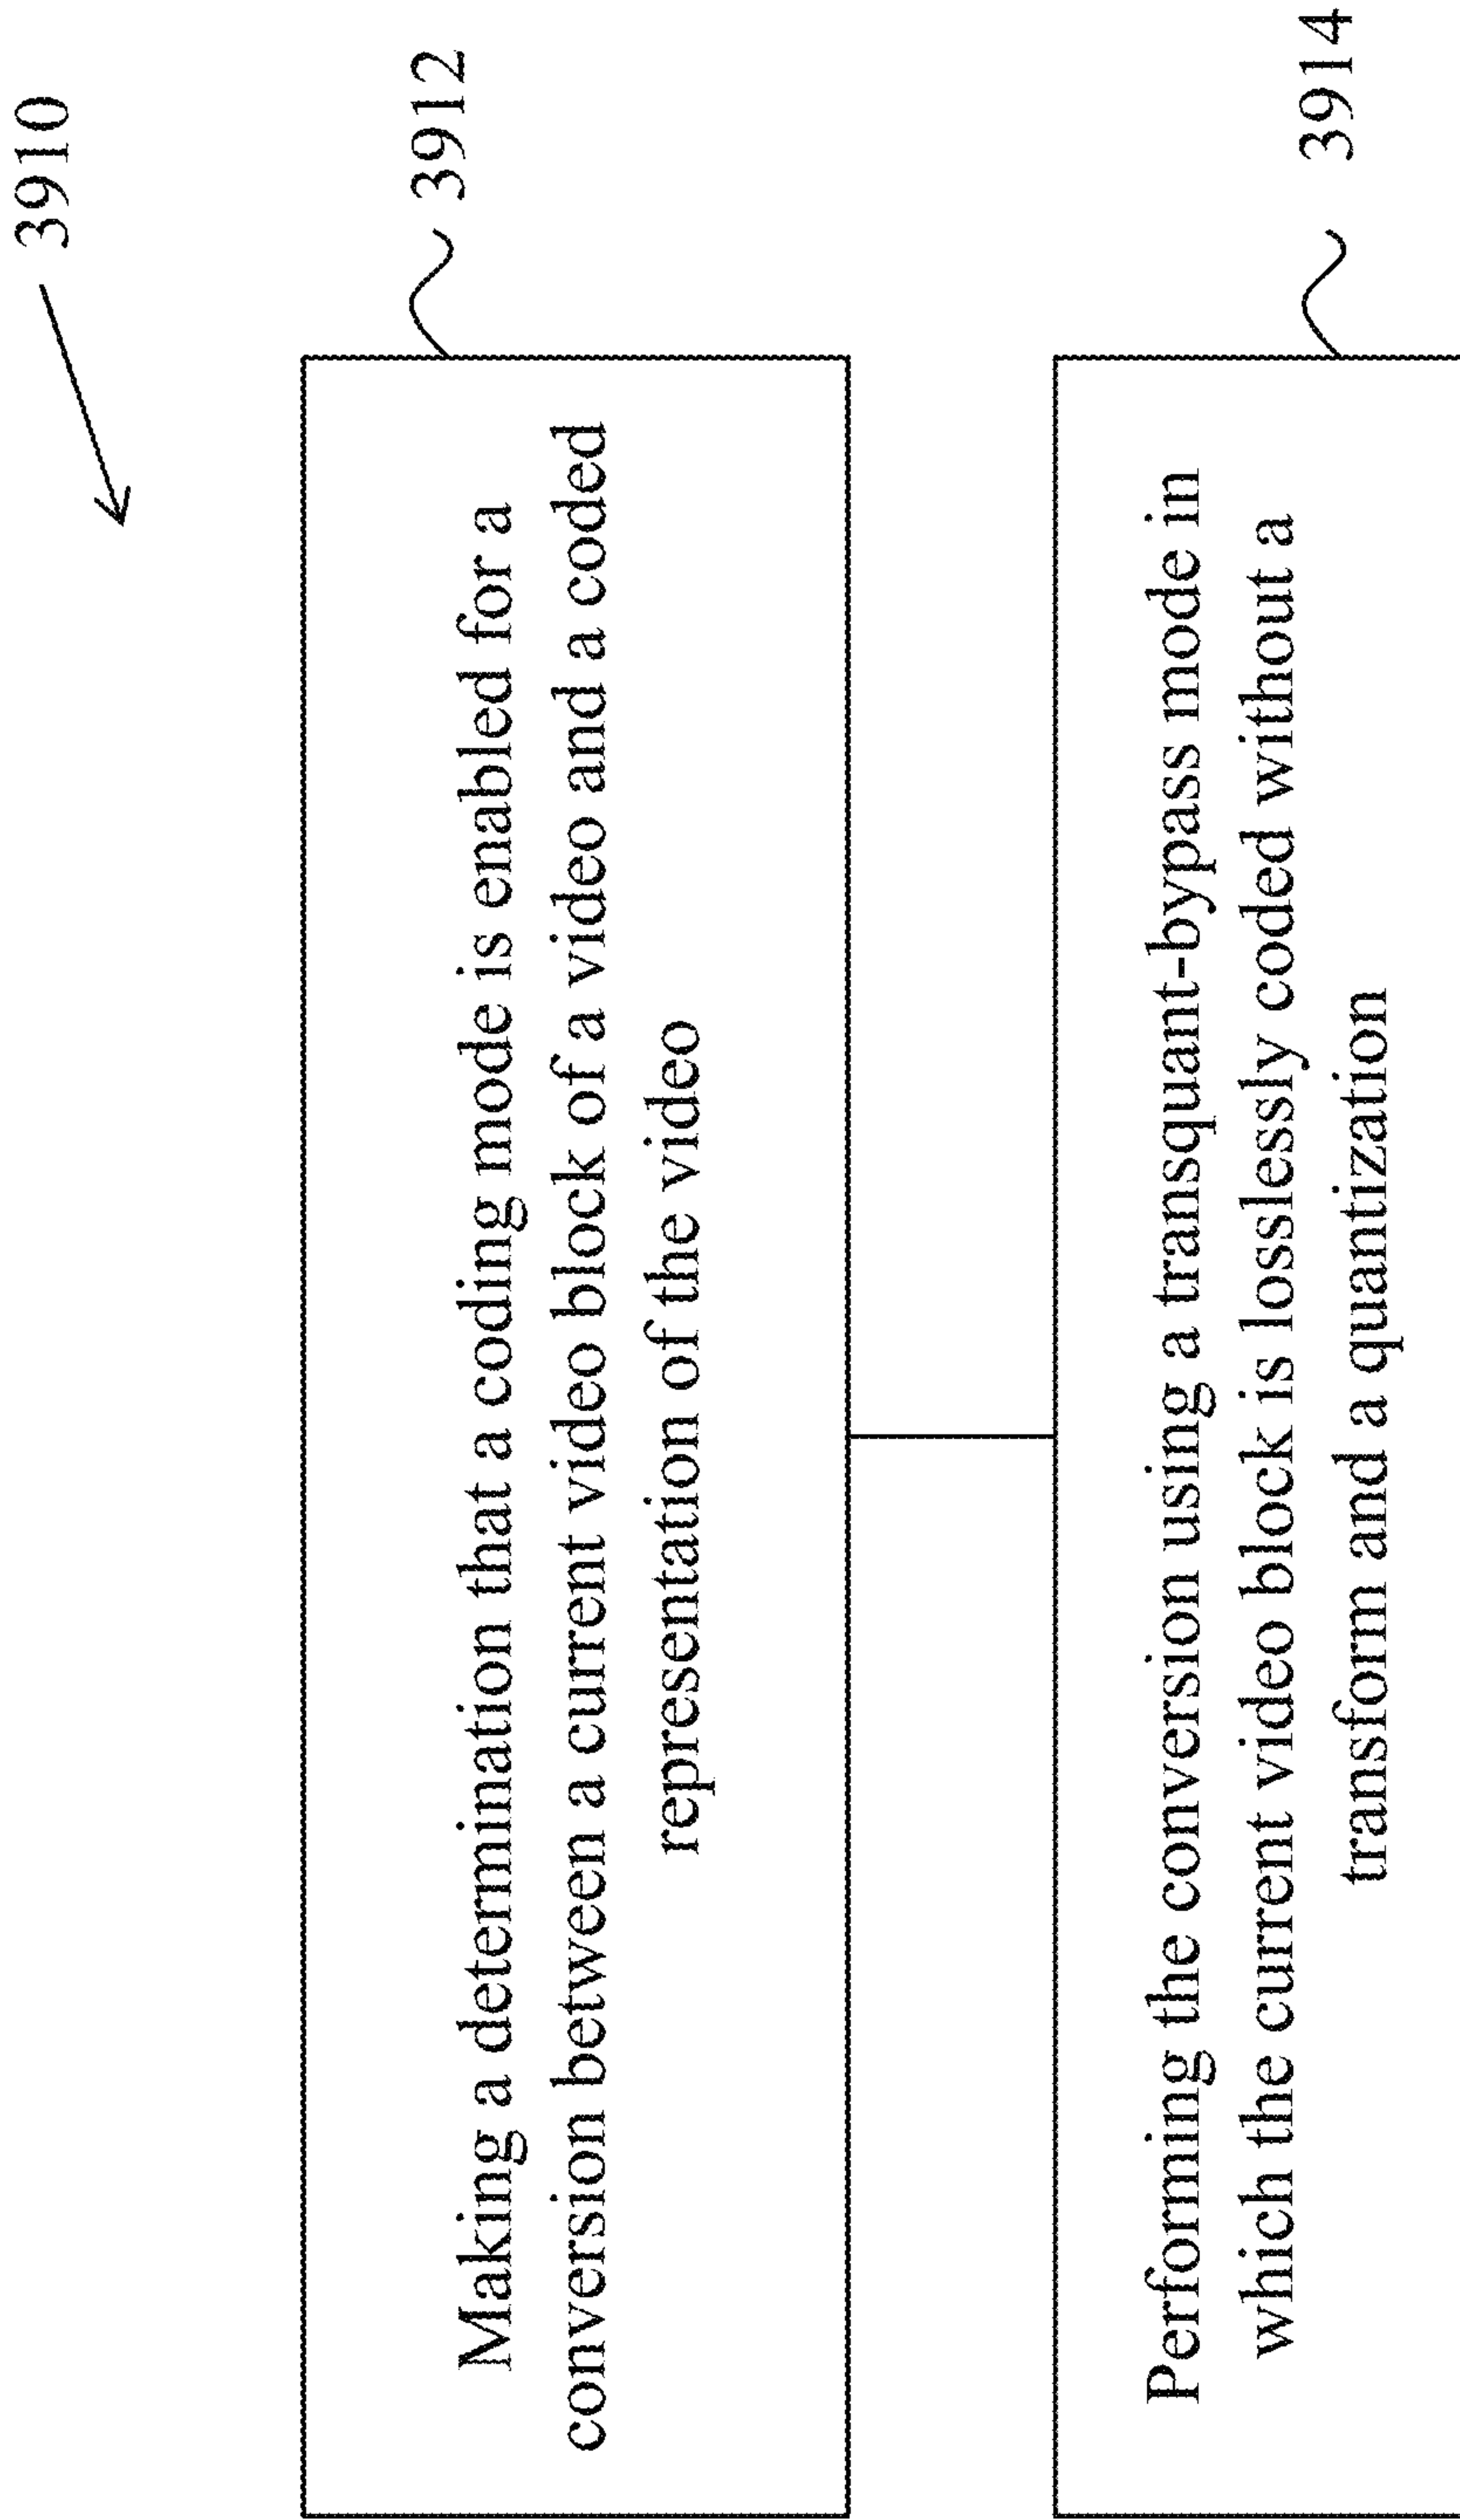 3910
3912
Making a determination that a coding mode is enabled for a
conversion between a current video block of a video and a coded
representation of the video
3914
Performing the conversion using a transquant-bypass mode in
which the current video block is losslessly coded without a
transform and a quantization